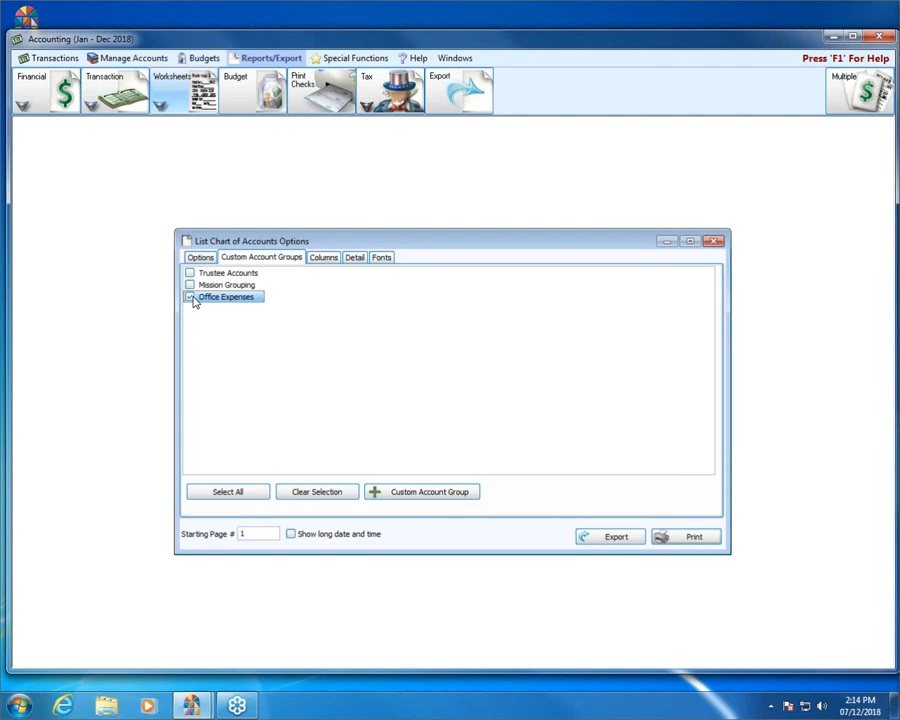 Accounting (Jan - Dec 2018)
Transactions Manage Accounts Budgets Reports/Export Special Functions Help Windows Press 'F1' For Help
Financial Transaction Worksheets Budget Print Checks Tax Export Multiple
List Chart of Accounts Options
Options Custom Account Groups Columns Detail Fonts
Trustee Accounts
Mission Grouping
Office Expenses
Select All Clear Selection Custom Account Group
Starting Page # 1 Show long date and time Export Print
2:14 PM
07/12/2018